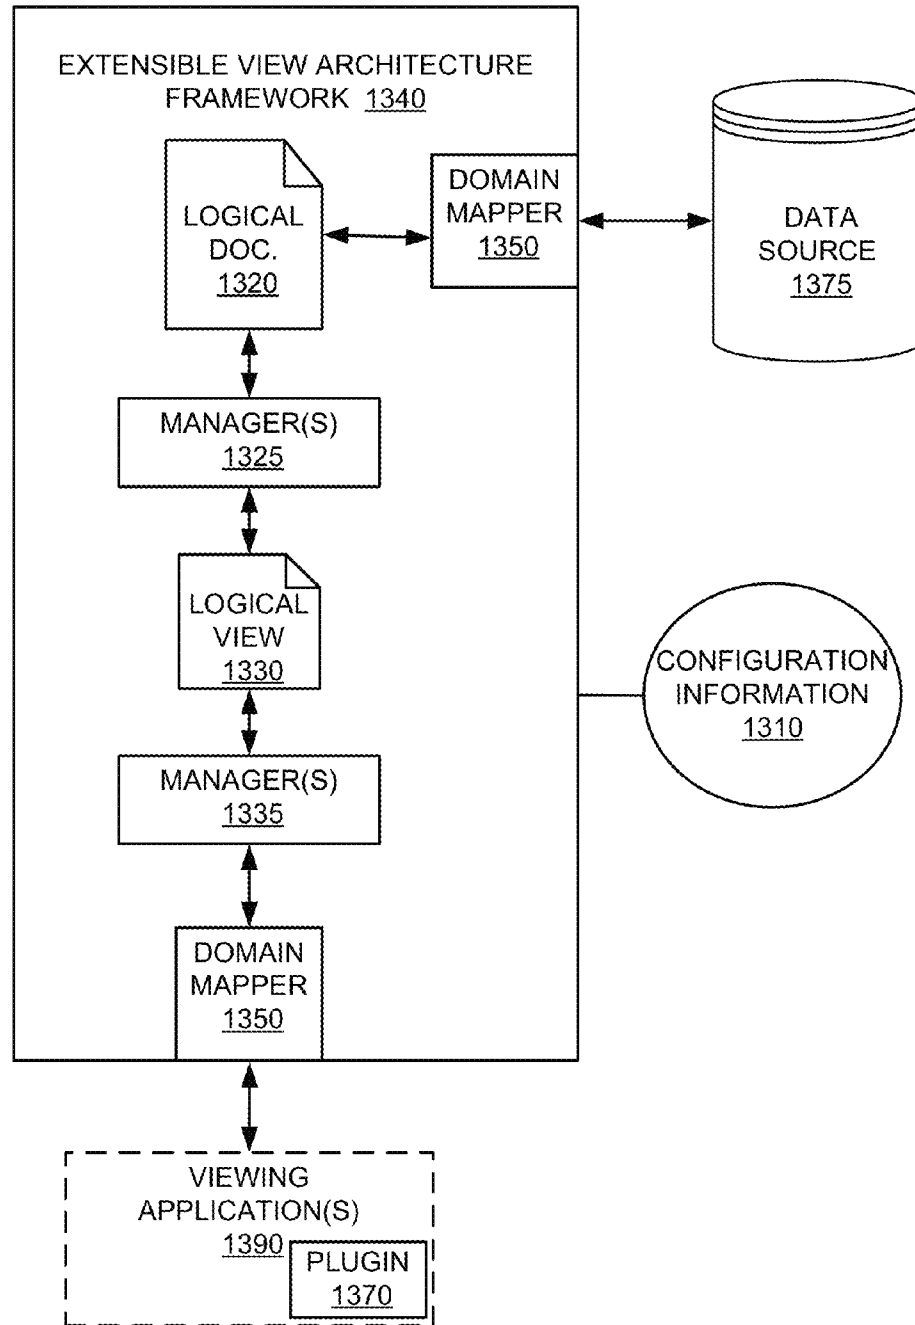 EXTENSIBLE VIEW ARCHITECTURE
FRAMEWORK 1340
LOGICAL
DOC.
1320
DOMAIN
MAPPER
1350
DATA
SOURCE
1375
MANAGER(S)
1325
LOGICAL
VIEW
1330
CONFIGURATION
INFORMATION
1310
MANAGER(S)
1335
DOMAIN
MAPPER
1350
VIEWING
APPLICATION(S)
1390
PLUGIN
1370